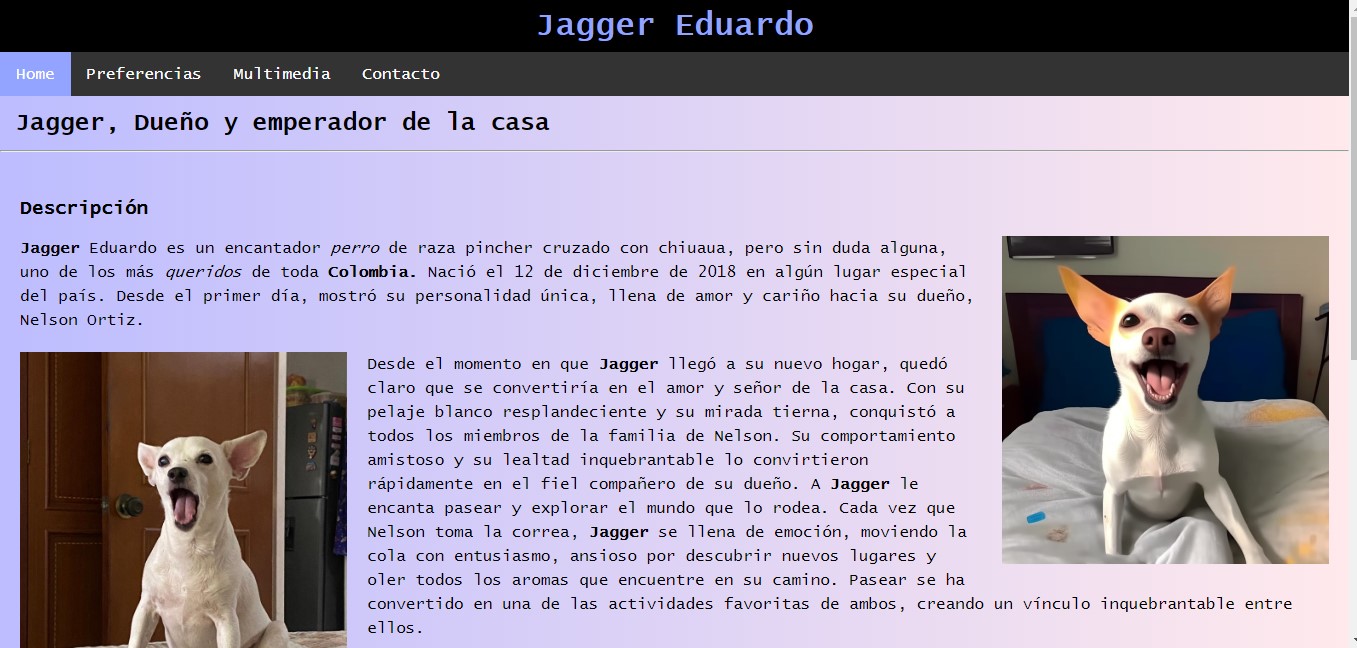 Jagger Eduardo
Home Preferencias Multimedia Contacto
Jagger, Dueño y emperador de la casa
Descripción
Jagger Eduardo es un encantador perro de raza pincher cruzado con chiuaua, pero sin duda alguna,
uno de los más queridos de toda Colombia. Nació el 12 de diciembre de 2018 en algún lugar especial
del país. Desde el primer día, mostró su personalidad única, llena de amor y cariño hacia su dueño,
Nelson Ortiz.
Desde el momento en que Jagger llegó a su nuevo hogar, quedó
claro que se convertiría en el amor y señor de la casa. Con su
pelaje blanco resplandeciente y su mirada tierna, conquistó a
todos los miembros de la familia de Nelson. Su comportamiento
amistoso y su lealtad inquebrantable lo convirtieron
rápidamente en el fiel compañero de su dueño. A Jagger le
encanta pasear y explorar el mundo que lo rodea. Cada vez que
Nelson toma la correa, Jagger se llena de emoción, moviendo la
cola con entusiasmo, ansioso por descubrir nuevos lugares y
oler todos los aromas que encuentre en su camino. Pasear se ha
convertido en una de las actividades favoritas de ambos, creando un vínculo inquebrantable entre
ellos.